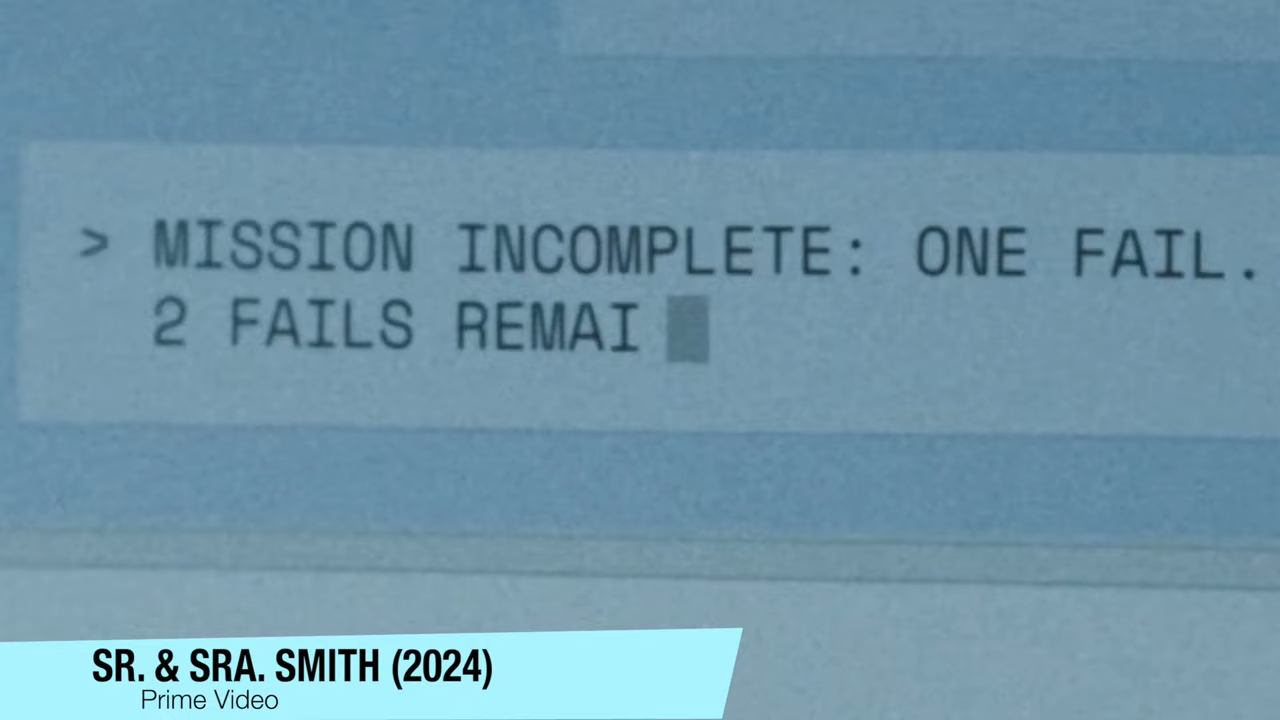 > MISSION INCOMPLETE: ONE FAIL.
2 FAILS REMAI
SR. & SRA. SMITH (2024)
Prime Video